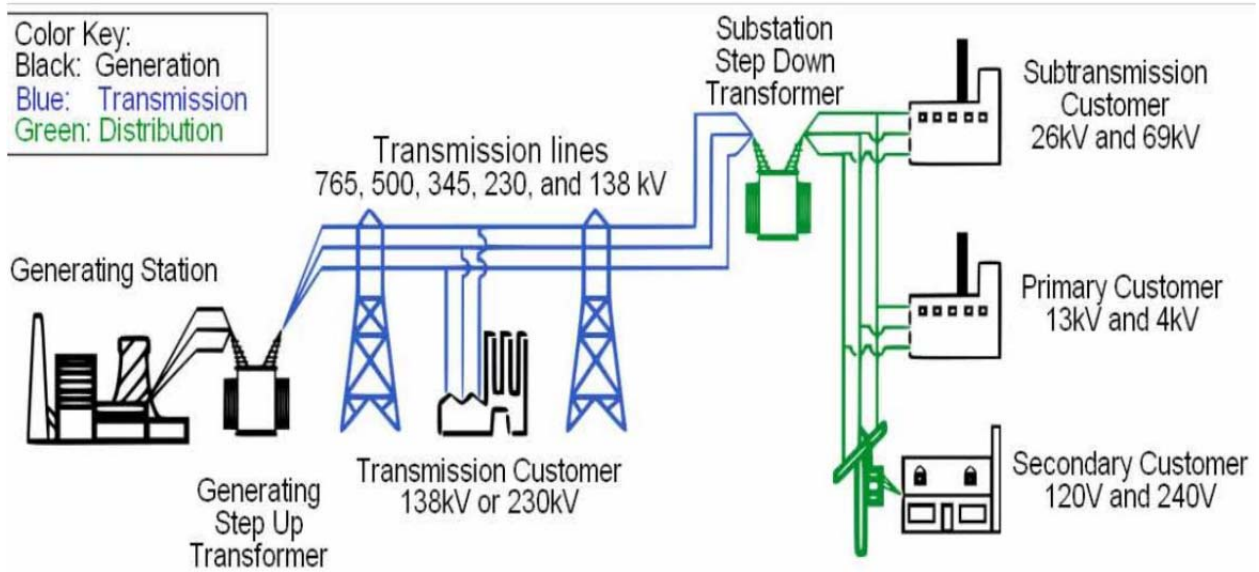 Color Key:
Black: Generation
Blue: Transmission
Green: Distribution
Substation
Step Down
Transformer
Subtransmission
Customer
26kV and 69kV
Transmission lines
765, 500, 345, 230, and 138 kV
Generating Station
Primary Customer
13kV and 4kV
Generating
Step Up
Transformer
Transmission Customer
138kV or 230kV
Secondary Customer
120V and 240V